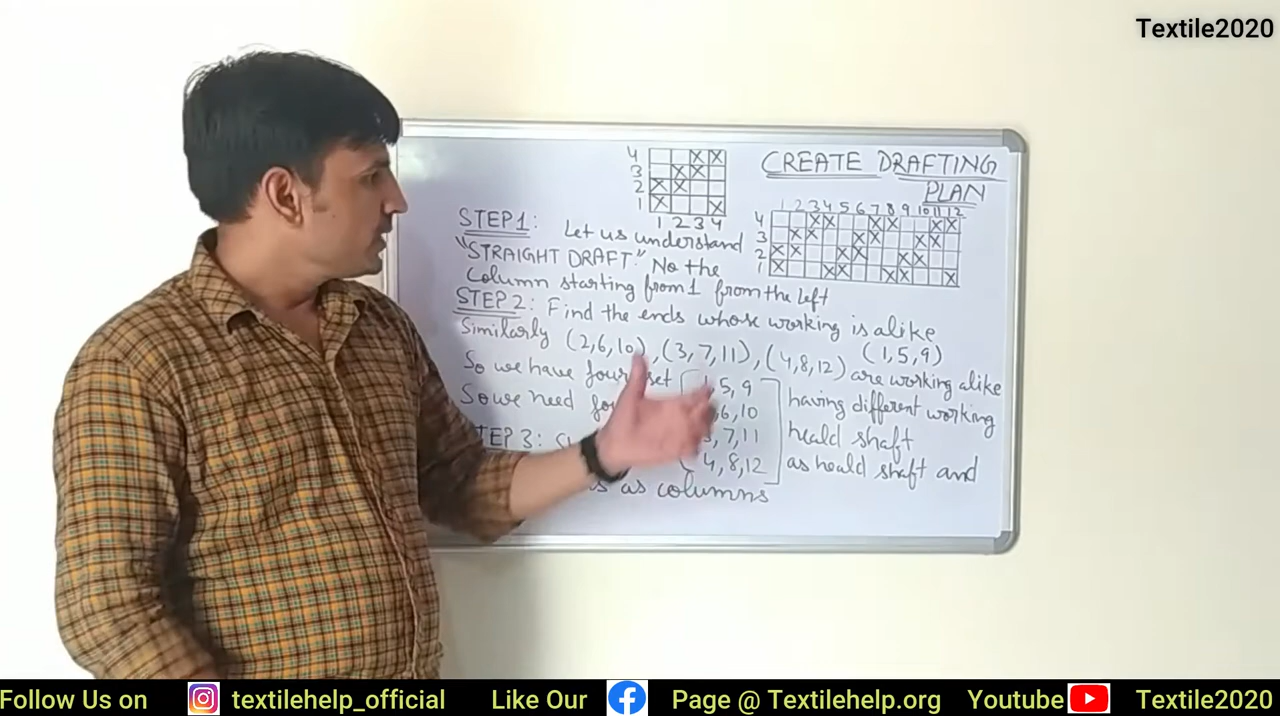 Textile2020
CREATE DRAFTING
PLAN
4
3
2
1
1 2 3 4
1 2 3 4 5 6 7 8 9 10 11 12
4
3
2
1
STEP 1: Let us understand
"STRAIGHT DRAFT." No the
Column starting from 1 from the left
STEP 2: Find the ends whose working is alike
(1,5,9)
Similarly (2,6,10), (3,7,11), (4,8,12) are working alike
So we have four set 5, 9 having different working
So we need 6,10 heald shaft
7,11
STEP 3: 4,8,12 as heald shaft and
as columns
Follow Us on textilehelp_official Like Our Page @ Textilehelp.org Youtube Textile2020